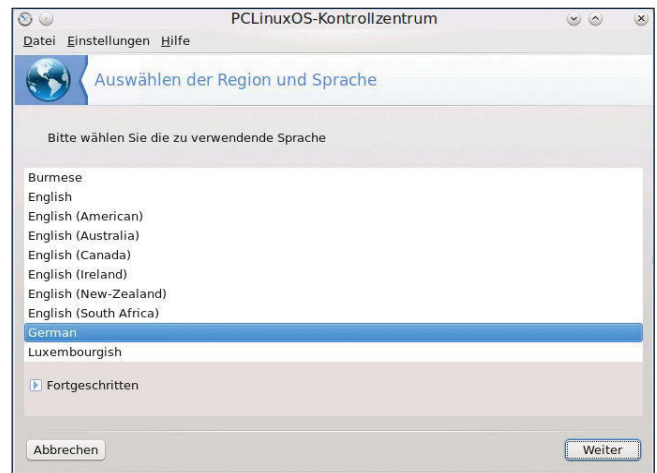 PCLinuxOS-Kontrollzentrum
Datei Einstellungen Hilfe
Auswählen der Region und Sprache
Bitte wählen Sie die zu verwendende Sprache
Burmese
English
English (American)
English (Australia)
English (Canada)
English (Ireland)
English (New-Zealand)
English (South Africa)
German
Luxembourgish
Fortgeschritten
Abbrechen Weiter